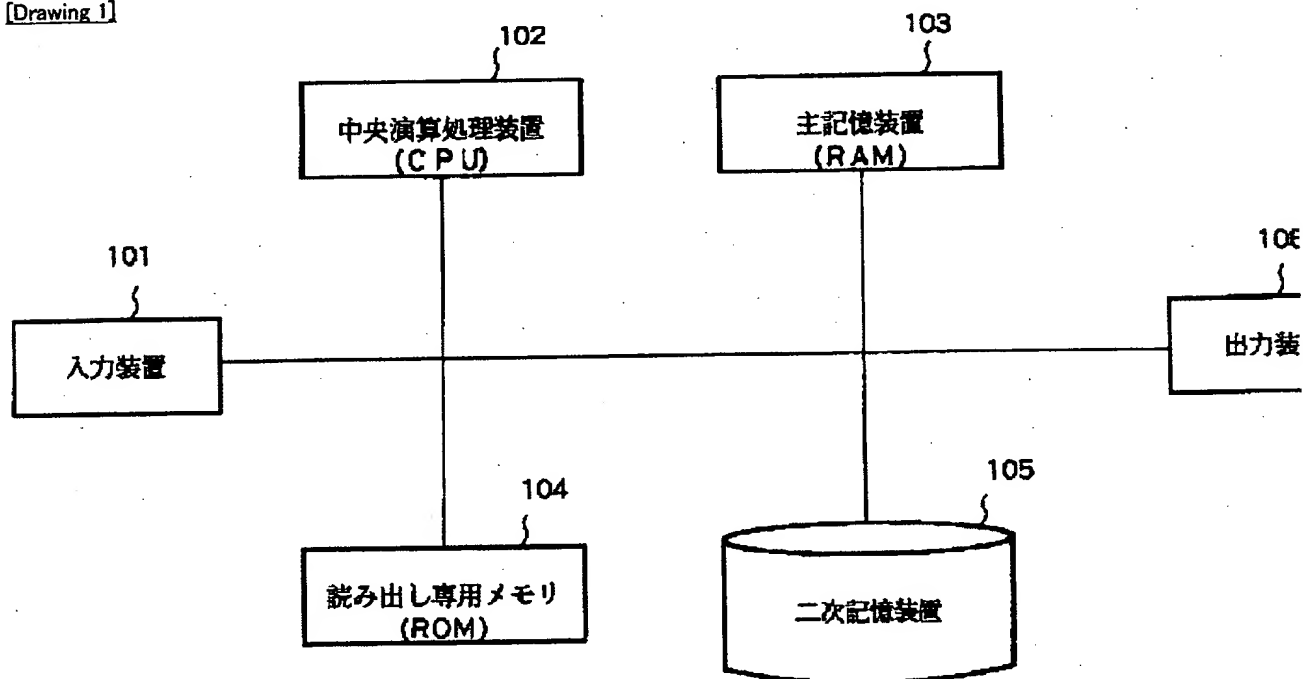 [Drawing 1]
102
103
中央演算処理装置
(CPU)
主記憶装置
(RAM)
101
入力装置
出力装
104
105
読み出し専用メモリ
(ROM)
二次記憶装置